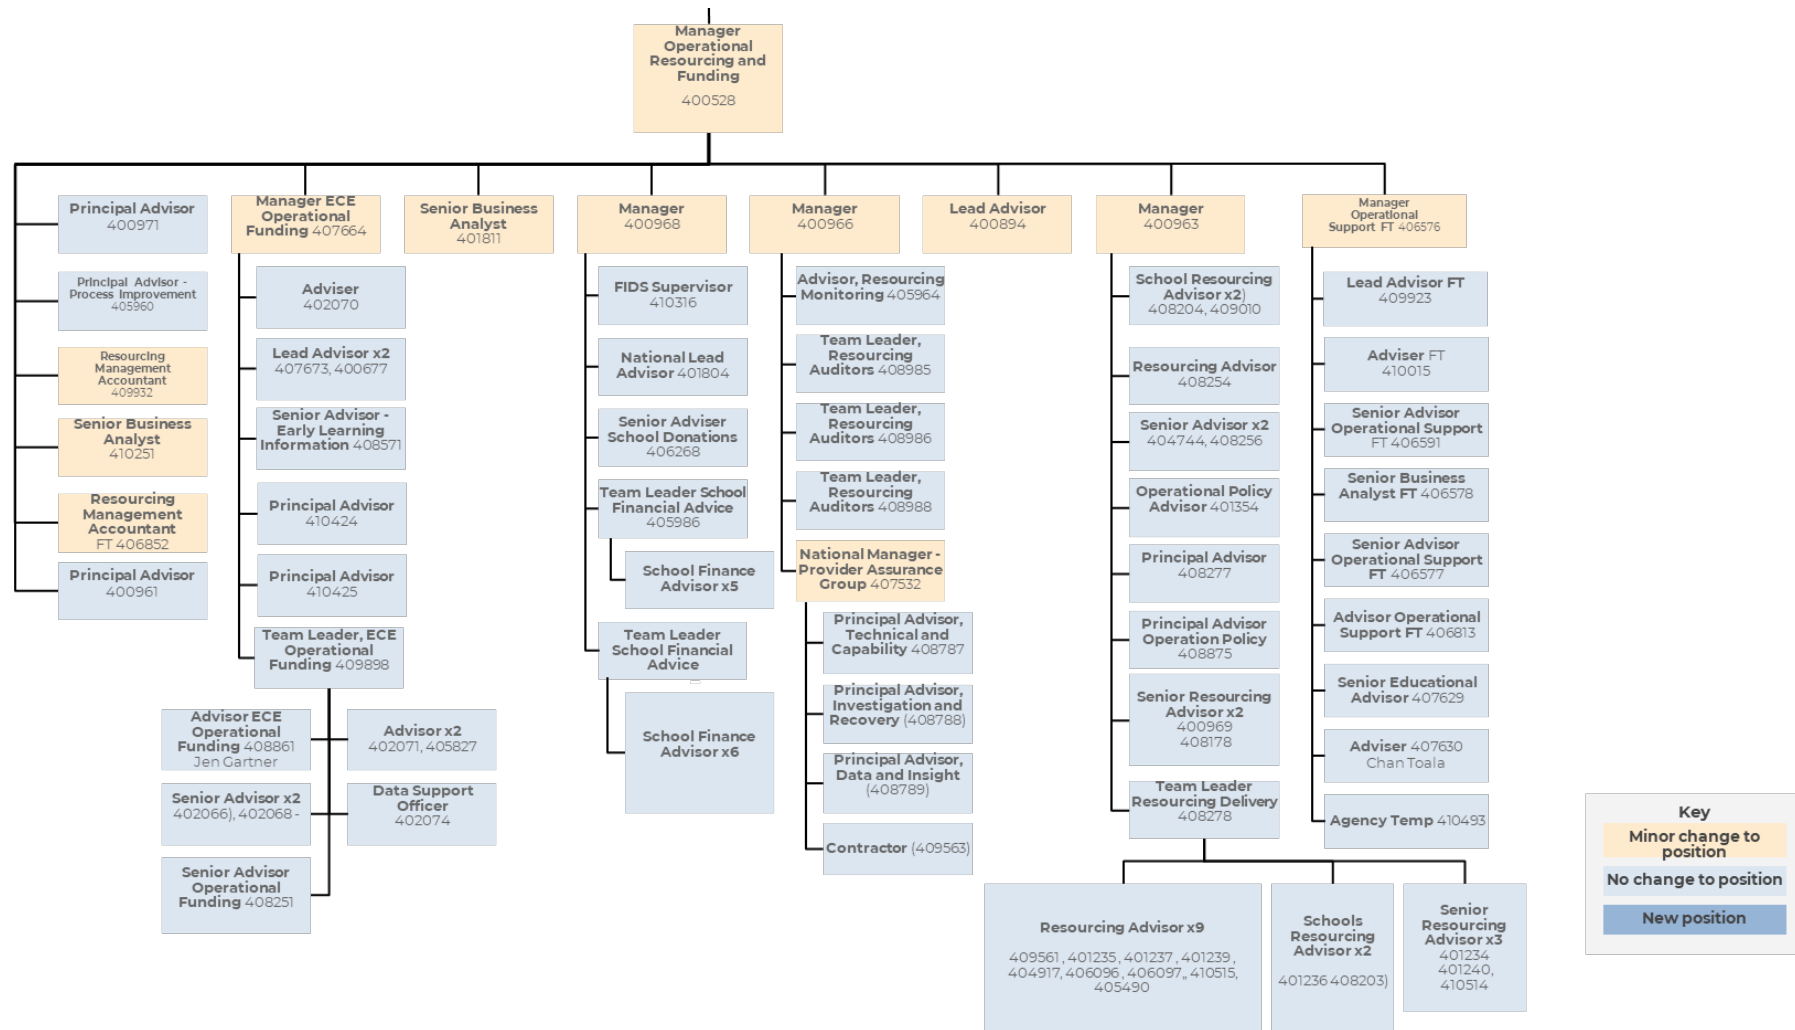 Manager
Operational
Resourcing and
Funding
400528
Principal Advisor
400971
Principal Advisor -
Process Improvement
405960
Resourcing
Management
Accountant
409932
Senior Business
Analyst
410251
Resourcing
Management
Accountant
FT 406852
Principal Advisor
400961
Manager ECE
Operational
Funding 407664
Adviser
402070
Lead Advisor x2
407673, 400677
Senior Advisor -
Early Learning
Information 408571
Principal Advisor
410424
Principal Advisor
410425
Team Leader, ECE
Operational
Funding 409898
Advisor ECE
Operational
Funding 408861
Jen Gartner
Advisor x2
402071, 405827
Senior Advisor x2
402066), 402068 -
Data Support
Officer
402074
Senior Advisor
Operational
Funding 408251
Senior Business
Analyst
401811
Manager
400968
FIDS Supervisor
410316
National Lead
Advisor 401804
Senior Adviser
School Donations
406268
Team Leader School
Financial Advice
405986
School Finance
Advisor x5
Team Leader
School Financial
Advice
School Finance
Advisor x6
Manager
400966
Advisor, Resourcing
Monitoring 405964
Team Leader,
Resourcing
Auditors 408985
Team Leader,
Resourcing
Auditors 408986
Team Leader,
Resourcing
Auditors 408988
National Manager -
Provider Assurance
Group 407532
Principal Advisor,
Technical and
Capability 408787
Principal Advisor,
Investigation and
Recovery (408788)
Principal Advisor,
Data and Insight
(408789)
Contractor (409563)
Lead Advisor
400894
Manager
400963
School Resourcing
Advisor x2)
408204, 409010
Resourcing Advisor
408254
Senior Advisor x2
404744, 408256
Operational Policy
Advisor 401354
Principal Advisor
408277
Principal Advisor
Operation Policy
408875
Senior Resourcing
Advisor x2
400969
408178
Team Leader
Resourcing Delivery
408278
Resourcing Advisor x9
409561 , 401235 , 401237 , 401239 ,
404917, 406096 , 406097,, 410515,
405490
Schools
Resourcing
Advisor x2
401236 408203)
Senior
Resourcing
Advisor x3
401234
401240,
410514
Manager
Operational
Support FT 406576
Lead Advisor FT
409923
Adviser FT
410015
Senior Advisor
Operational Support
FT 406591
Senior Business
Analyst FT 406578
Senior Advisor
Operational Support
FT 406577
Advisor Operational
Support FT 406813
Senior Educational
Advisor 407629
Adviser 407630
Chan Toala
Agency Temp 410493
Key
Minor change to
position
No change to position
New position